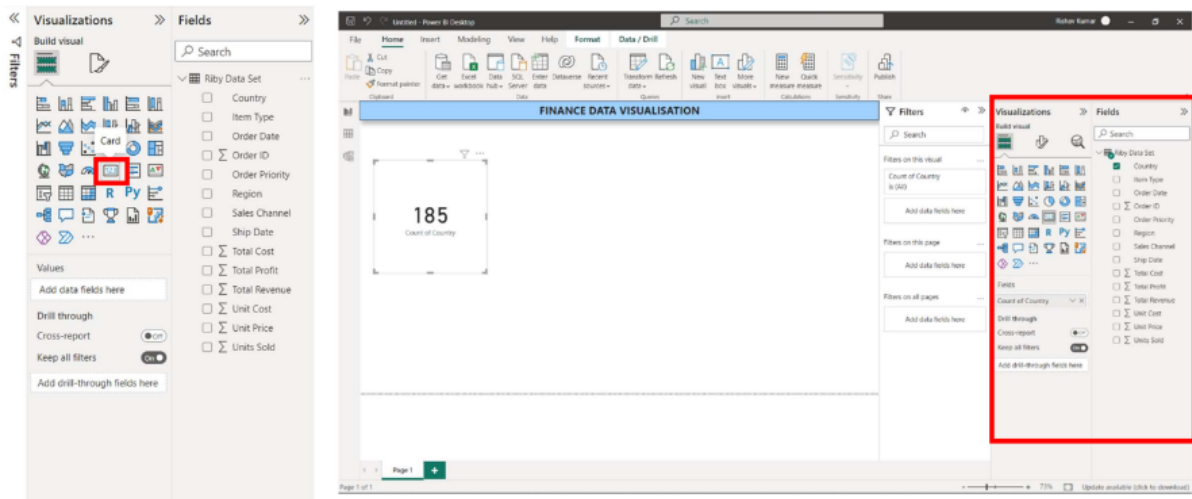 Visualizations
Fields
Filters
Build visual
Search
Riby Data Set
Country
Item Type
Order Date
Card
Order ID
Order Priority
Region
R Py
Sales Channel
Ship Date
Total Cost
Total Profit
Total Revenue
Unit Cost
Unit Price
Units Sold
Values
Add data fields here
Drill through
Cross-report
Off
Keep all filters
On
Add drill-through fields here
Untitled - Power BI Desktop
Search
Rishav Kumar
File Home Insert Modeling View Help Format Data / Drill
Cut
Copy
Format painter
Paste
Get data
Excel workbook
Data hub
SQL Server
Enter data
Dataverse
Recent sources
Transform data
Refresh
New visual
Text box
More visuals
New measure
Quick measure
Sensitivity
Publish
Clipboard
Data
Queries
Insert
Calculations
Sensitivity
Share
FINANCE DATA VISUALISATION
185
Count of Country
Filters
Search
Filters on this visual
Count of Country
is (All)
Add data fields here
Filters on this page
Add data fields here
Filters on all pages
Add data fields here
Visualizations
Fields
Build visual
Search
Riby Data Set
Country
Item Type
Order Date
Order ID
Order Priority
Region
R Py
Sales Channel
Ship Date
Total Cost
Total Profit
Total Revenue
Unit Cost
Unit Price
Units Sold
Fields
Count of Country
Drill through
Cross-report
Off
Keep all filters
On
Add drill-through fields here
Page 1
Page 1 of 1
73%
Update available (click to download)